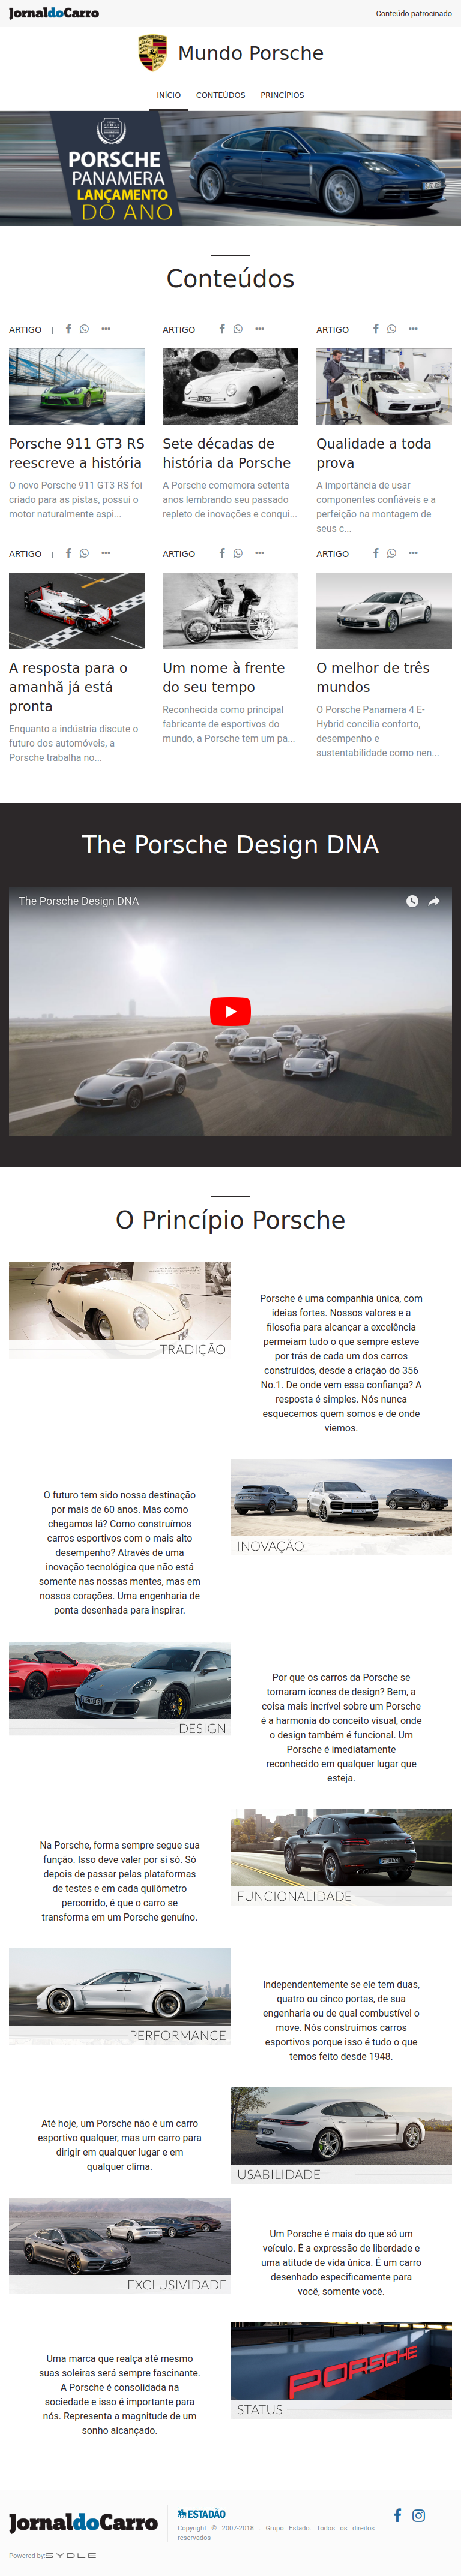 JornaldoCarro
Conteúdo patrocinado
Mundo Porsche
INÍCIO CONTEÚDOS PRINCÍPIOS
PORSCHE
PANAMERA
LANÇAMENTO
DO ANO
Conteúdos
ARTIGO
ARTIGO
ARTIGO
Porsche 911 GT3 RS
reescreve a história
O novo Porsche 911 GT3 RS foi
criado para as pistas, possui o
motor naturalmente aspi...
Sete décadas de
história da Porsche
A Porsche comemora setenta
anos lembrando seu passado
repleto de inovações e conqui...
Qualidade a toda
prova
A importância de usar
componentes confiáveis e a
perfeição na montagem de
seus c...
ARTIGO
ARTIGO
ARTIGO
A resposta para o
amanhã já está
pronta
Enquanto a indústria discute o
futuro dos automóveis, a
Porsche trabalha no...
Um nome à frente
do seu tempo
Reconhecida como principal
fabricante de esportivos do
mundo, a Porsche tem um pa...
O melhor de três
mundos
O Porsche Panamera 4 E-
Hybrid concilia conforto,
desempenho e
sustentabilidade como nen...
The Porsche Design DNA
The Porsche Design DNA
O Princípio Porsche
TRADIÇÃO
Porsche é uma companhia única, com
ideias fortes. Nossos valores e a
filosofia para alcançar a excelência
permeiam tudo o que sempre esteve
por trás de cada um dos carros
construídos, desde a criação do 356
No.1. De onde vem essa confiança? A
resposta é simples. Nós nunca
esquecemos quem somos e de onde
viemos.
O futuro tem sido nossa destinação
por mais de 60 anos. Mas como
chegamos lá? Como construímos
carros esportivos com o mais alto
desempenho? Através de uma
inovação tecnológica que não está
somente nas nossas mentes, mas em
nossos corações. Uma engenharia de
ponta desenhada para inspirar.
INOVAÇÃO
DESIGN
Por que os carros da Porsche se
tornaram ícones de design? Bem, a
coisa mais incrível sobre um Porsche
é a harmonia do conceito visual, onde
o design também é funcional. Um
Porsche é imediatamente
reconhecido em qualquer lugar que
esteja.
Na Porsche, forma sempre segue sua
função. Isso deve valer por si só. Só
depois de passar pelas plataformas
de testes e em cada quilômetro
percorrido, é que o carro se
transforma em um Porsche genuíno.
FUNCIONALIDADE
PERFORMANCE
Independentemente se ele tem duas,
quatro ou cinco portas, de sua
engenharia ou de qual combustível o
move. Nós construímos carros
esportivos porque isso é tudo o que
temos feito desde 1948.
Até hoje, um Porsche não é um carro
esportivo qualquer, mas um carro para
dirigir em qualquer lugar e em
qualquer clima.
USABILIDADE
EXCLUSIVIDADE
Um Porsche é mais do que só um
veículo. É a expressão de liberdade e
uma atitude de vida única. É um carro
desenhado especificamente para
você, somente você.
Uma marca que realça até mesmo
suas soleiras será sempre fascinante.
A Porsche é consolidada na
sociedade e isso é importante para
nós. Representa a magnitude de um
sonho alcançado.
PORSCHE
STATUS
JornaldoCarro
ESTADÃO
Copyright © 2007-2018 . Grupo Estado. Todos os direitos
reservados
Powered by: SYDLE